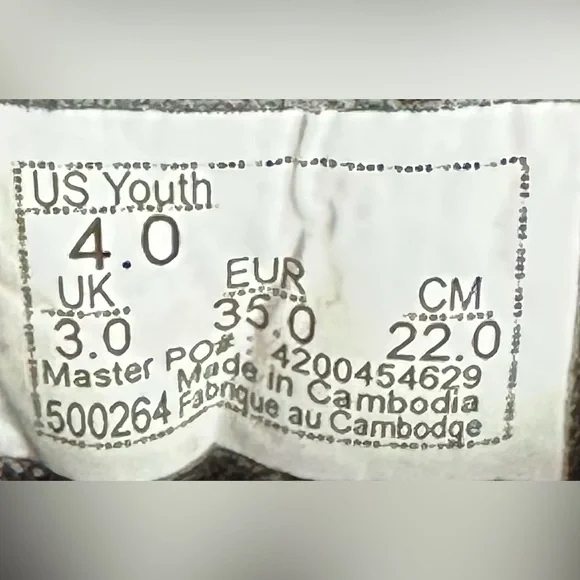 US Youth
4.0
UK EUR CM
3.0 35.0 22.0
Master PO# : 4200454629
Made in Cambodia
500264 Fabrique au Cambodge